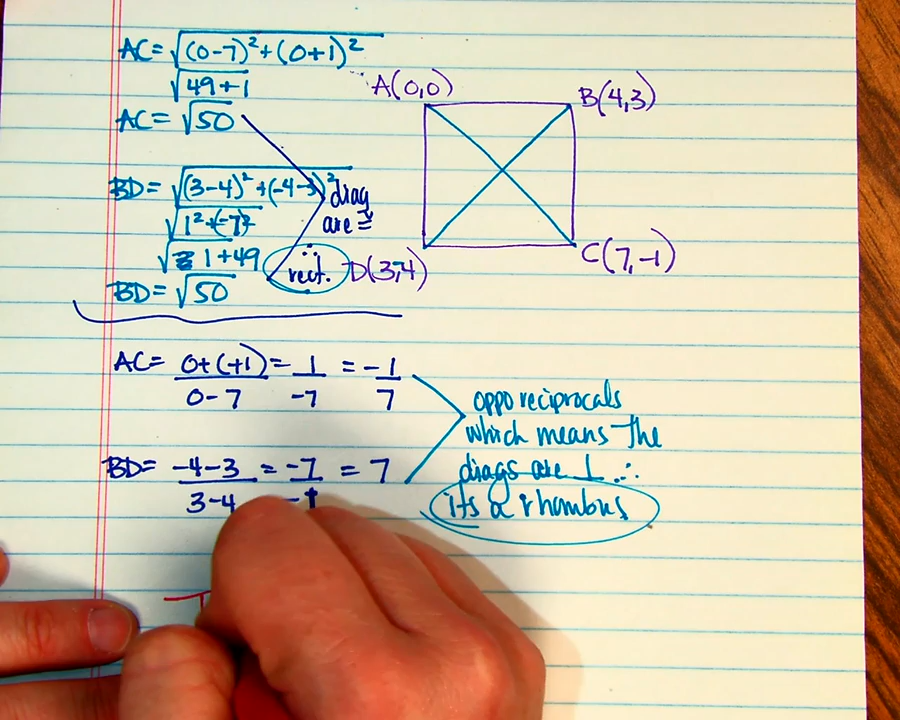 AC = √(0-7)²+(0+1)²
√49+1
AC = √50
BD = √(3-4)²+(-4-3)²
√1²+(-7)²
√1+49
BD = √50
diag
are ≅
∴
rect.
A(0,0)
B(4,3)
D(3,-4)
C(7,-1)
AC = 0+(+1) = 1 = -1
0-7 -7 7
BD = -4-3 = -7 = 7
3-4 -1
oppo reciprocals
which means the
diags are ⊥ ∴
its a rhombus